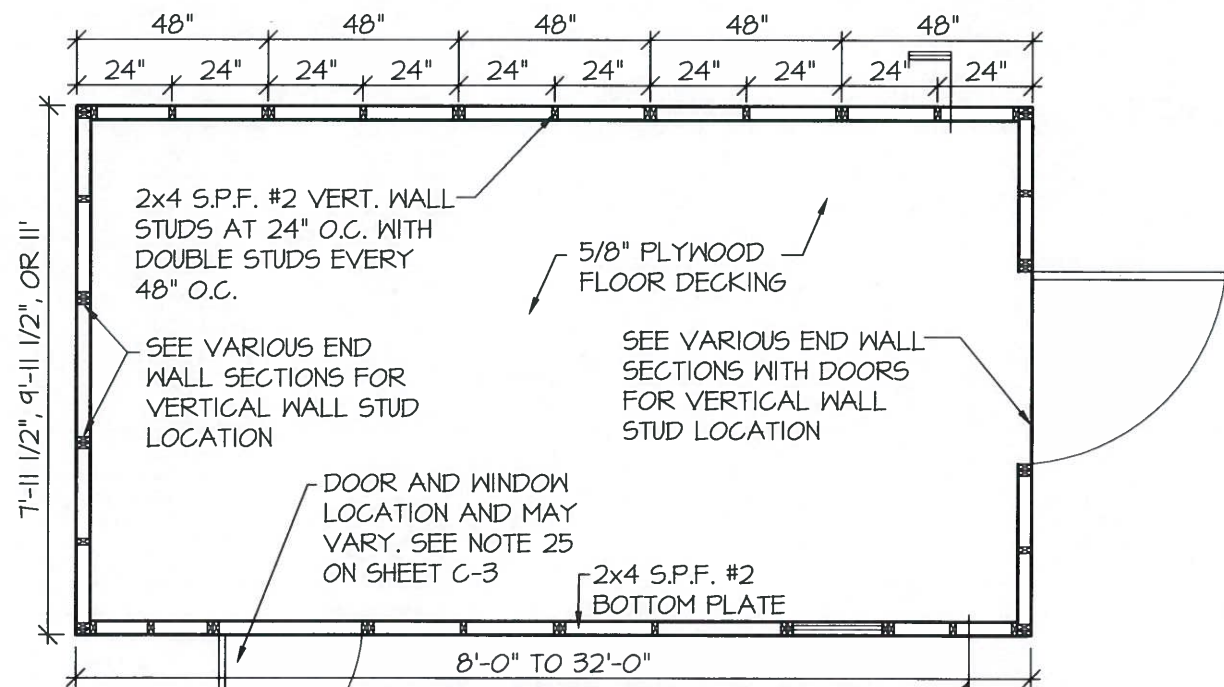 48" 48" 48" 48" 48"
24" 24" 24" 24" 24" 24" 24" 24" 24" 24"
2x4 S.P.F. #2 VERT. WALL
STUDS AT 24" O.C. WITH
DOUBLE STUDS EVERY
48" O.C.
5/8" PLYWOOD
FLOOR DECKING
7'-11 1/2", 9'-11 1/2", OR 11'
SEE VARIOUS END
WALL SECTIONS FOR
VERTICAL WALL STUD
LOCATION
SEE VARIOUS END WALL
SECTIONS WITH DOORS
FOR VERTICAL WALL
STUD LOCATION
DOOR AND WINDOW
LOCATION AND MAY
VARY. SEE NOTE 25
ON SHEET C-3
2x4 S.P.F. #2
BOTTOM PLATE
8'-0" TO 32'-0"